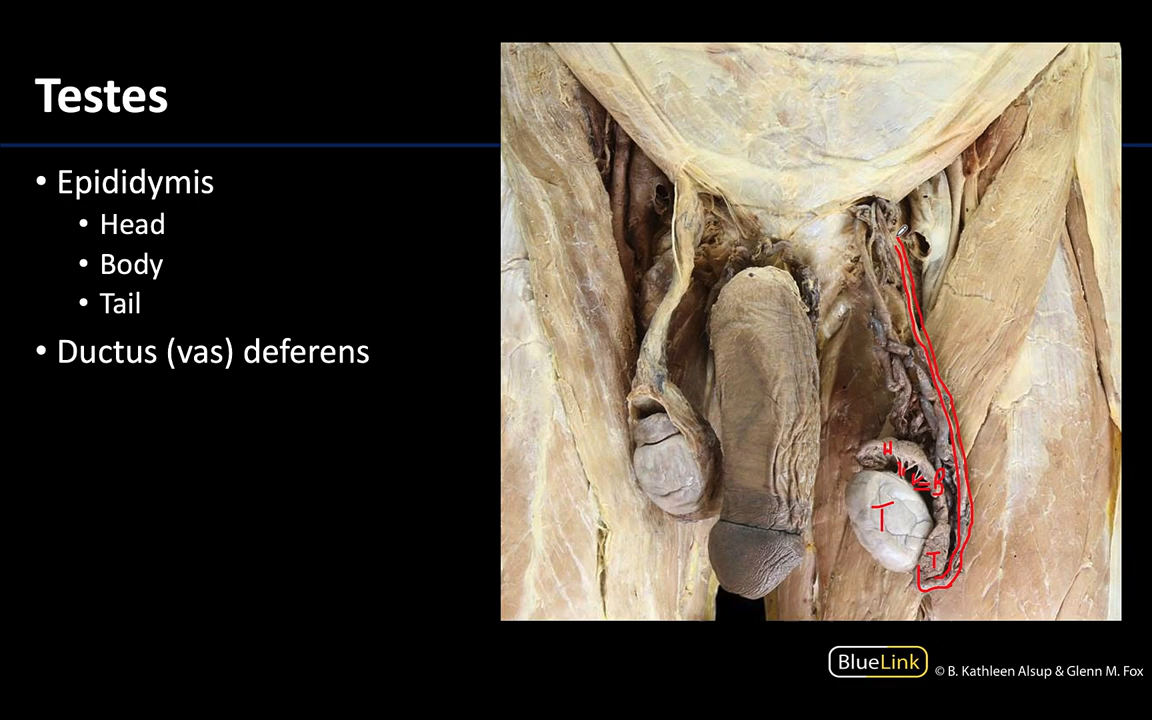 Testes
• Epididymis
• Head
• Body
• Tail
• Ductus (vas) deferens
H
B
T
T
BlueLink © B. Kathleen Alsup & Glenn M. Fox